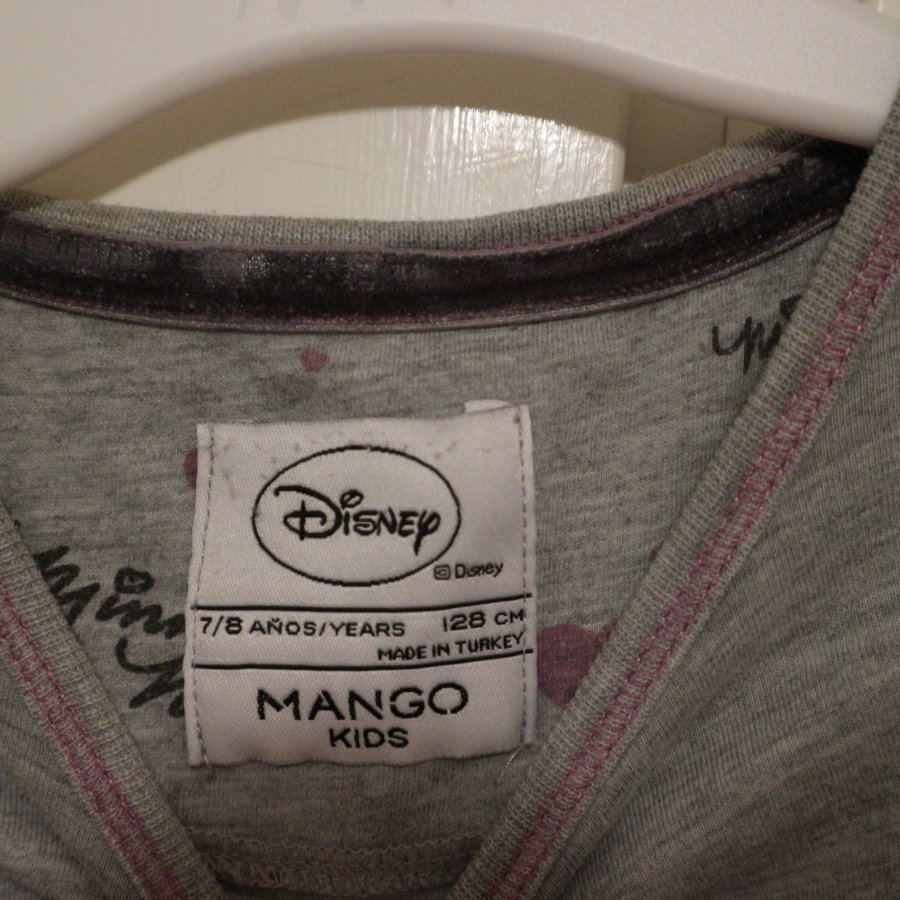 Disney
© Disney
7/8 AÑOS/YEARS 128 CM
MADE IN TURKEY
MANGO
KIDS